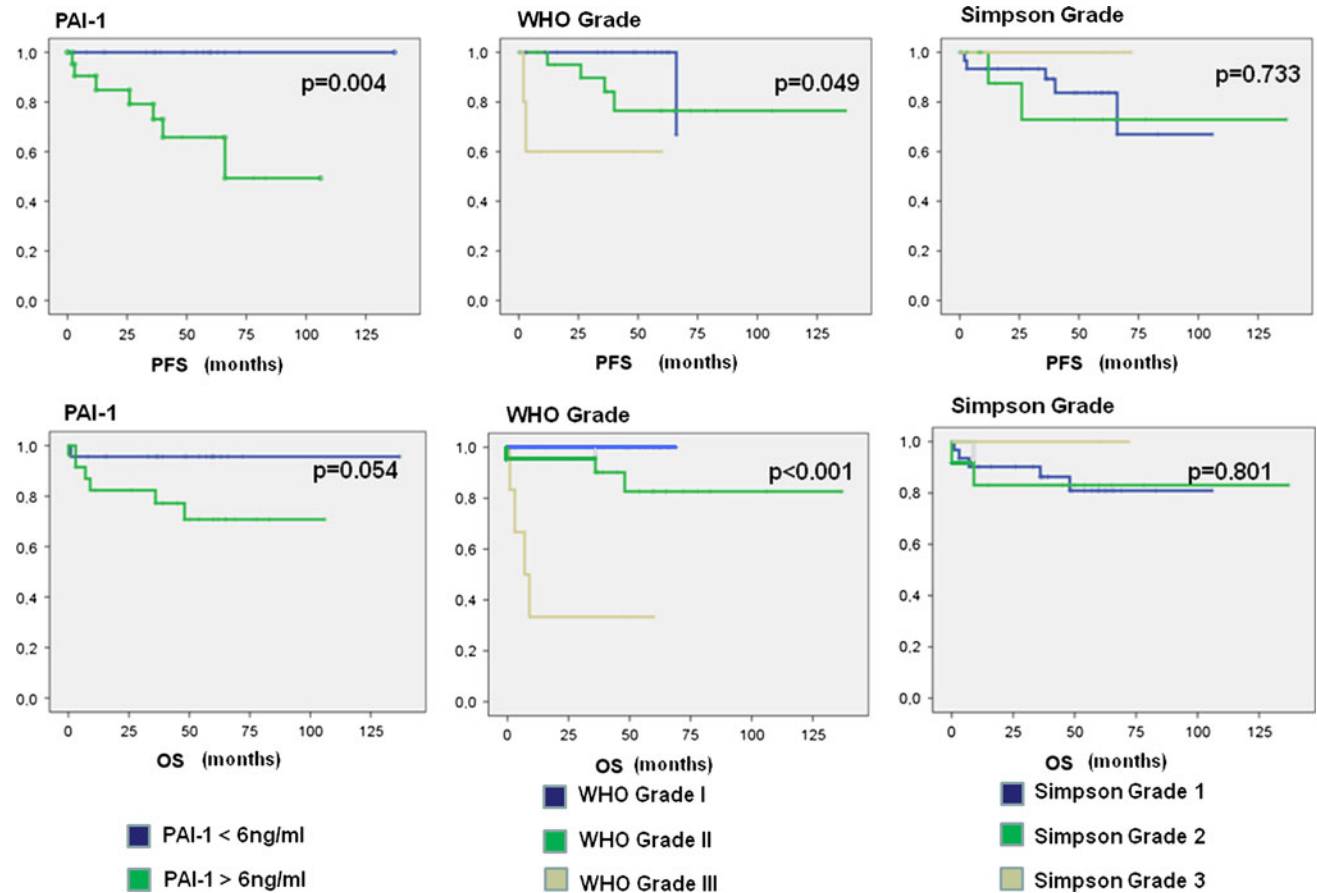 PAI-1
WHO Grade
Simpson Grade
1,0
0,8
0,6
0,4
0,2
0,0
p=0.004
0 25 50 75 100 125
PFS (months)
1,0
0,8
0,6
0,4
0,2
0,0
p=0.049
0 25 50 75 100 125
PFS (months)
1,0
0,8
0,6
0,4
0,2
0,0
p=0.733
0 25 50 75 100 125
PFS (months)
PAI-1
WHO Grade
Simpson Grade
1,0
0,8
0,6
0,4
0,2
0,0
p=0.054
0 25 50 75 100 125
OS (months)
1,0
0,8
0,6
0,4
0,2
0,0
p<0.001
0 25 50 75 100 125
OS (months)
1,0
0,8
0,6
0,4
0,2
0,0
p=0.801
0 25 50 75 100 125
OS (months)
PAI-1 < 6ng/ml
PAI-1 > 6ng/ml
WHO Grade I
WHO Grade II
WHO Grade III
Simpson Grade 1
Simpson Grade 2
Simpson Grade 3